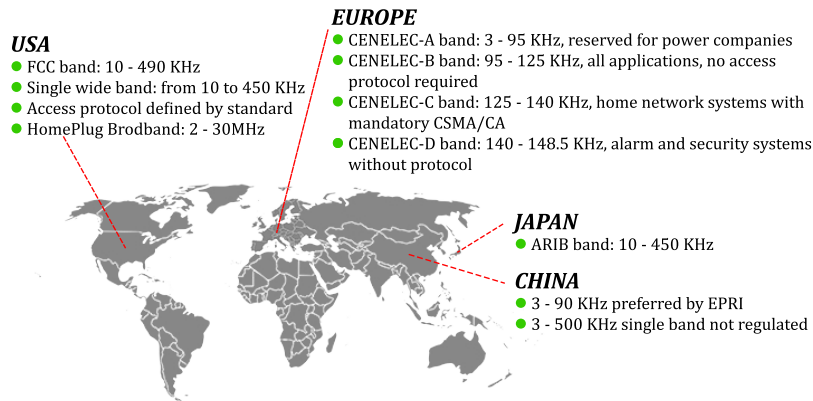 USA
FCC band: 10 - 490 KHz
Single wide band: from 10 to 450 KHz
Access protocol defined by standard
HomePlug Brodband: 2 - 30MHz
EUROPE
CENELEC-A band: 3 - 95 KHz, reserved for power companies
CENELEC-B band: 95 - 125 KHz, all applications, no access
protocol required
CENELEC-C band: 125 - 140 KHz, home network systems with
mandatory CSMA/CA
CENELEC-D band: 140 - 148.5 KHz, alarm and security systems
without protocol
JAPAN
ARIB band: 10 - 450 KHz
CHINA
3 - 90 KHz preferred by EPRI
3 - 500 KHz single band not regulated